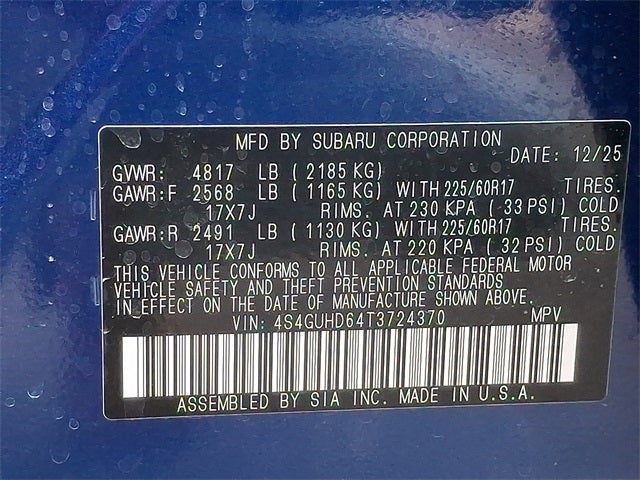 MFD BY SUBARU CORPORATION
DATE: 12/25
GVWR: 4817 LB ( 2185 KG)
GAWR:F 2568 LB ( 1165 KG) WITH 225/60R17 TIRES.
17X7J RIMS. AT 230 KPA ( 33 PSI) COLD
GAWR:R 2491 LB ( 1130 KG) WITH 225/60R17 TIRES.
17X7J RIMS. AT 220 KPA ( 32 PSI) COLD
THIS VEHICLE CONFORMS TO ALL APPLICABLE FEDERAL MOTOR
VEHICLE SAFETY AND THEFT PREVENTION STANDARDS
IN EFFECT ON THE DATE OF MANUFACTURE SHOWN ABOVE.
VIN: 4S4GUHD64T3724370 MPV
ASSEMBLED BY SIA INC. MADE IN U.S.A.